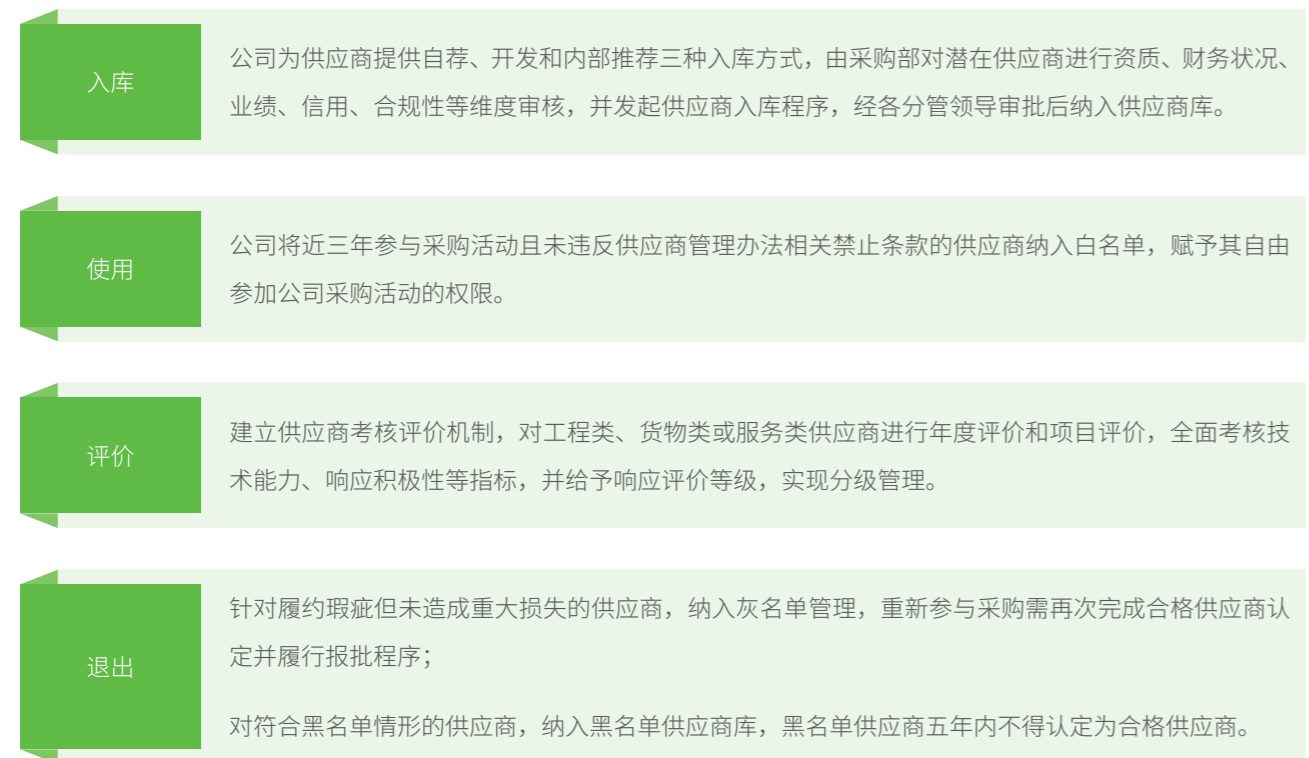 入库
公司为供应商提供自荐、开发和内部推荐三种入库方式，由采购部对潜在供应商进行资质、财务状况、
业绩、信用、合规性等维度审核，并发起供应商入库程序，经各分管领导审批后纳入供应商库。
使用
公司将近三年参与采购活动且未违反供应商管理办法相关禁止条款的供应商纳入白名单，赋予其自由
参加公司采购活动的权限。
评价
建立供应商考核评价机制，对工程类、货物类或服务类供应商进行年度评价和项目评价，全面考核技
术能力、响应积极性等指标，并给予响应评价等级，实现分级管理。
退出
针对履约瑕疵但未造成重大损失的供应商，纳入灰名单管理，重新参与采购需再次完成合格供应商认
定并履行报批程序；
对符合黑名单情形的供应商，纳入黑名单供应商库，黑名单供应商五年内不得认定为合格供应商。